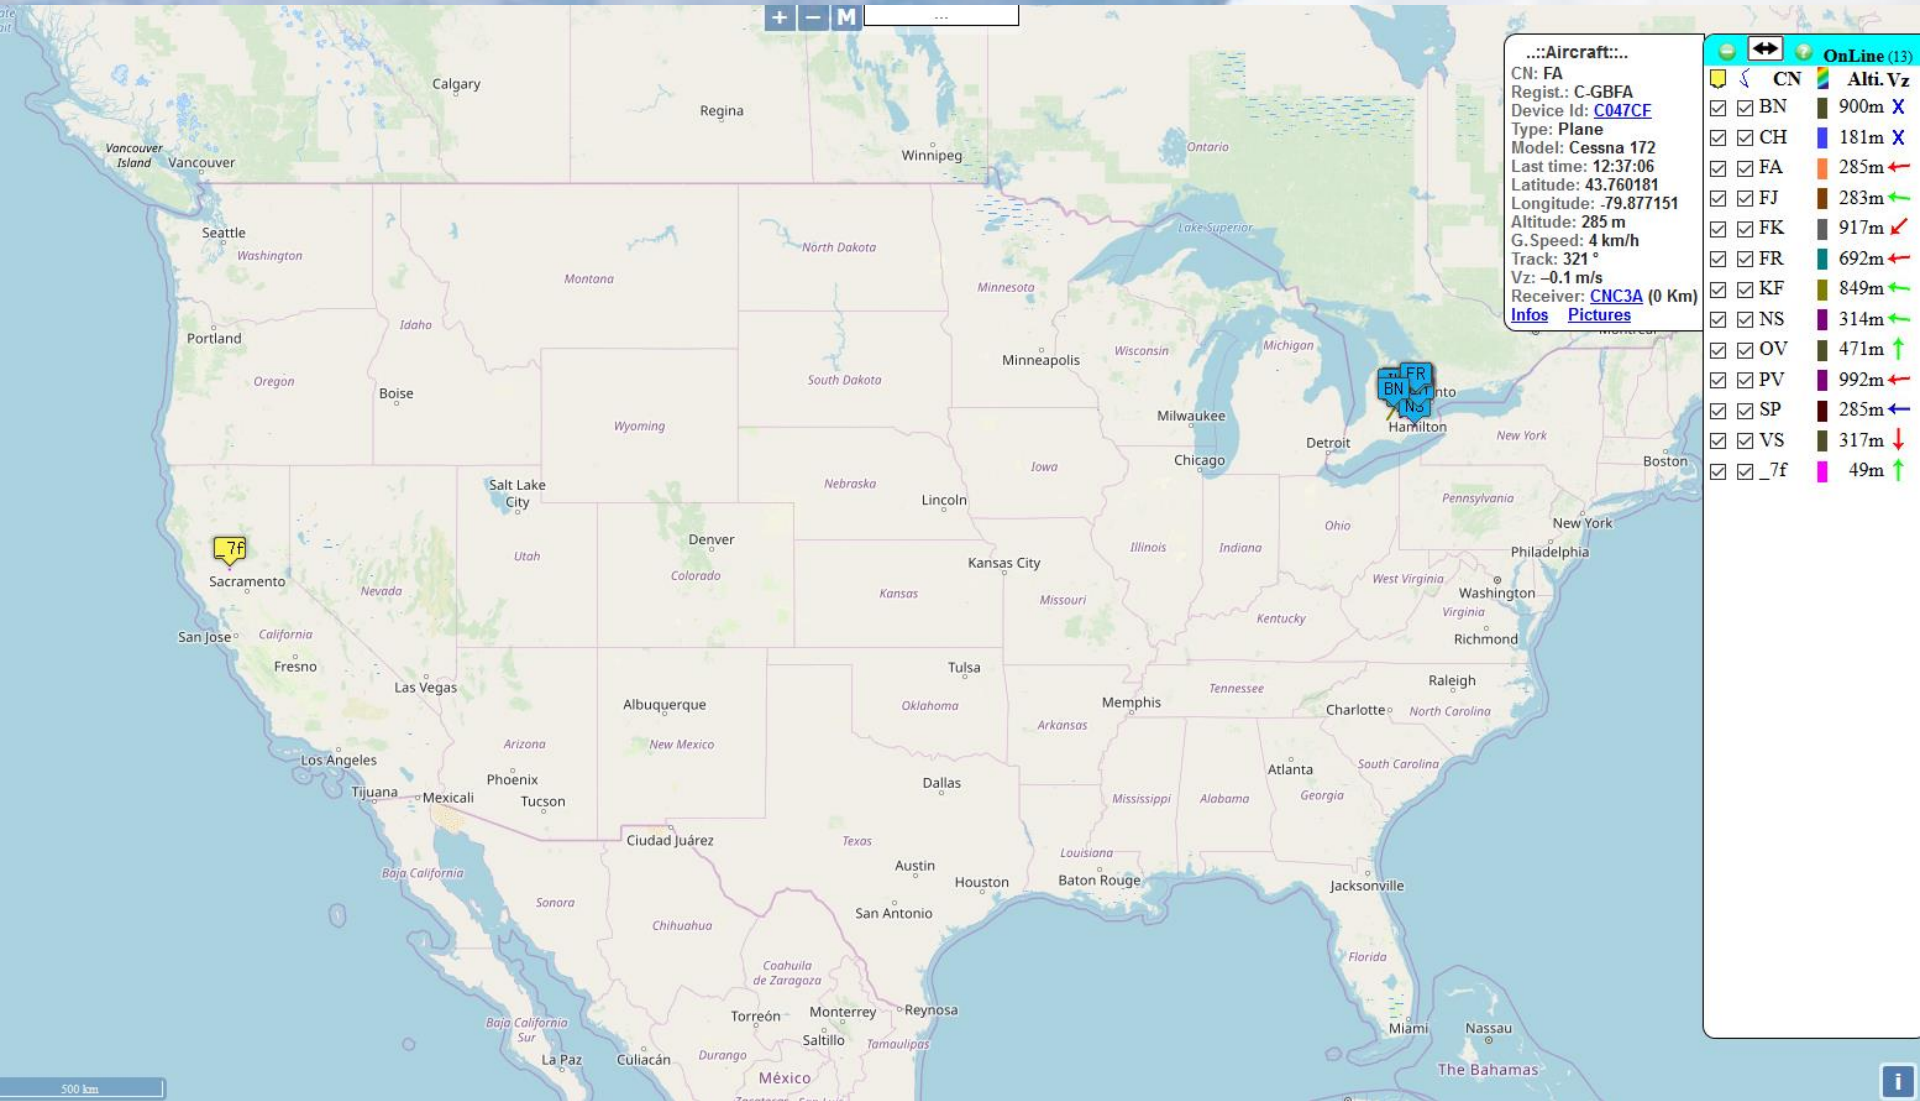 + − M ...
..::Aircraft::..
CN: FA
Regist.: C-GBFA
Device Id: C047CF
Type: Plane
Model: Cessna 172
Last time: 12:37:06
Latitude: 43.760181
Longitude: -79.877151
Altitude: 285 m
G.Speed: 4 km/h
Track: 321 °
Vz: −0.1 m/s
Receiver: CNC3A (0 Km)
Infos Pictures
OnLine (13)
CN Alti. Vz
BN 900m X
CH 181m X
FA 285m ←
FJ 283m ←
FK 917m ↙
FR 692m ←
KF 849m ←
NS 314m ←
OV 471m ↑
PV 992m ←
SP 285m ←
VS 317m ↓
_7f 49m ↑
Calgary
Regina
Vancouver
Island
Vancouver
Winnipeg
Ontario
Seattle
Washington
North Dakota
Lake Superior
Montana
Minnesota
Idaho
Portland
Minneapolis
Wisconsin
Michigan
Montréal
Oregon
Boise
South Dakota
FR
BN
NS
Milwaukee
Hamilton
Wyoming
Detroit
New York
Chicago
Boston
Iowa
Salt Lake
City
Nebraska
Lincoln
Pennsylvania
New York
Ohio
_7f
Denver
Utah
Illinois
Indiana
Philadelphia
Kansas City
Colorado
Sacramento
Nevada
Kansas
Missouri
West Virginia
Washington
Virginia
Kentucky
San Jose
California
Richmond
Fresno
Tulsa
Las Vegas
Raleigh
Tennessee
Albuquerque
Oklahoma
Memphis
Charlotte
North Carolina
Arkansas
Arizona
New Mexico
Los Angeles
South Carolina
Atlanta
Phoenix
Dallas
Tijuana
Mexicali
Tucson
Mississippi
Alabama
Georgia
Ciudad Juárez
Texas
Louisiana
Austin
Baja California
Houston
Baton Rouge
Jacksonville
Sonora
San Antonio
Chihuahua
Florida
Coahuila
de Zaragoza
Reynosa
Torreón
Monterrey
Baja California
Sur
Miami
Nassau
Saltillo
Tamaulipas
La Paz
Culiacán
Durango
The Bahamas
México
500 km
i